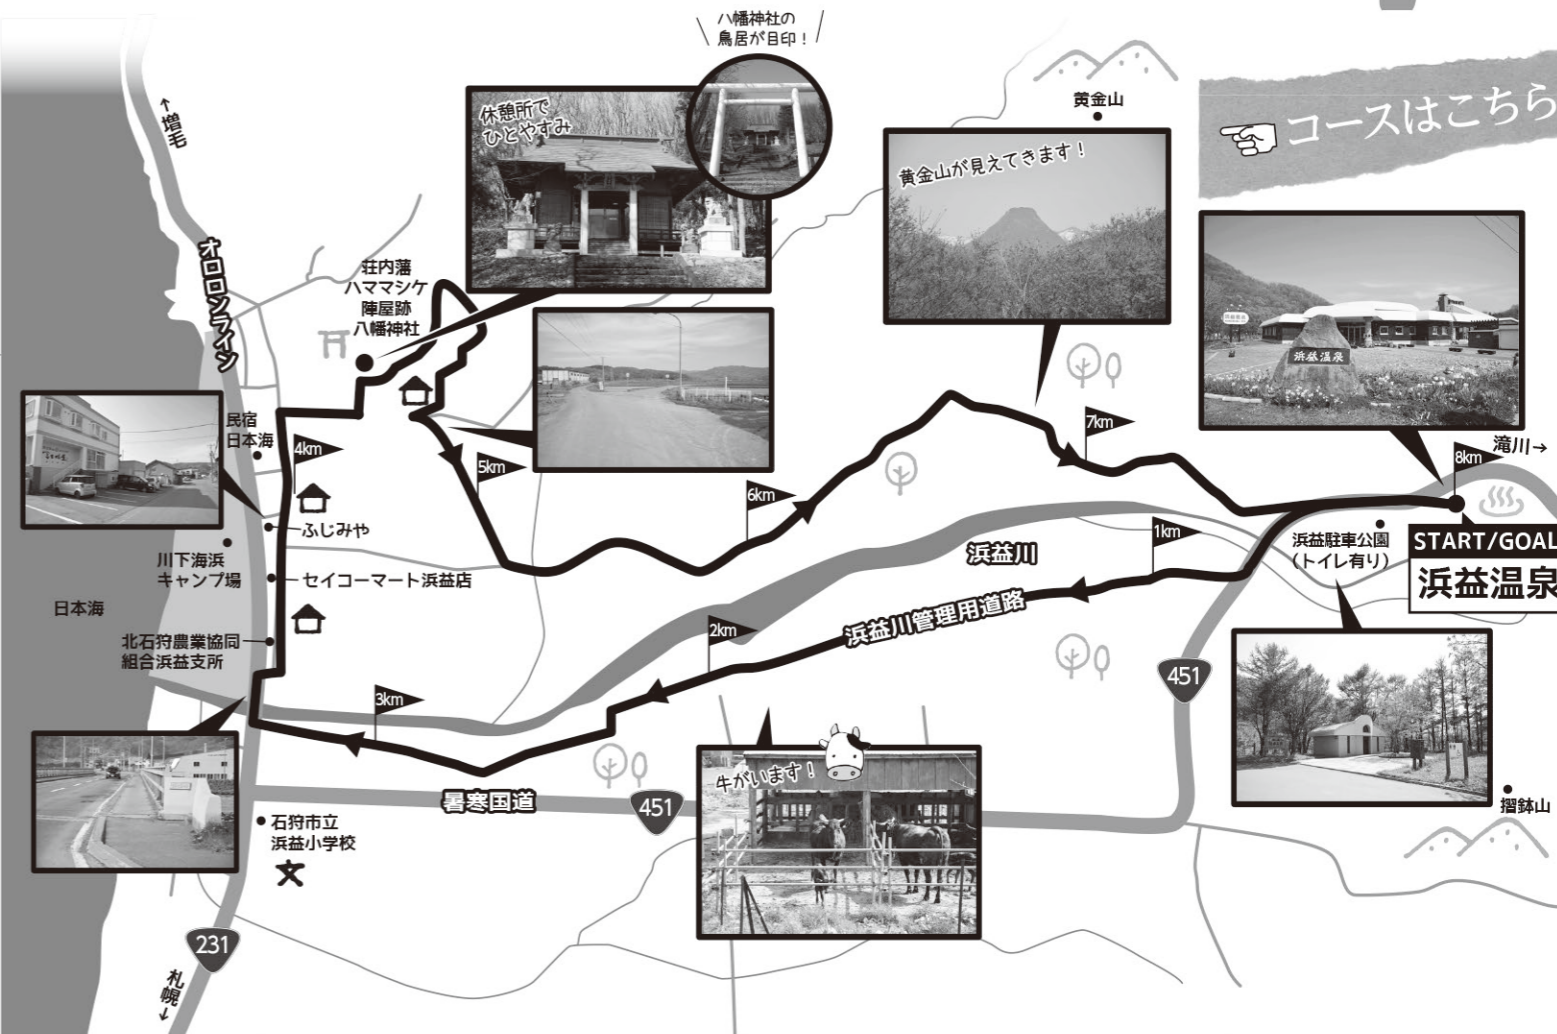 八幡神社の
鳥居が目印！
コースはこちら
黄金山
↑増毛
休憩所で
ひとやすみ
黄金山が見えてきます！
オロロンライン
荘内藩
ハママシケ
陣屋跡
八幡神社
浜益温泉
民宿
日本海
4km
5km
6km
7km
8km
滝川→
ふじみや
川下海浜
キャンプ場
セイコーマート浜益店
日本海
北石狩農業協同
組合浜益支所
浜益川
1km
浜益駐車公園
（トイレ有り）
START/GOAL
浜益温泉
浜益川管理用道路
2km
3km
451
牛がいます！
暑寒国道
451
石狩市立
浜益小学校
文
摺鉢山
231
札幌↓